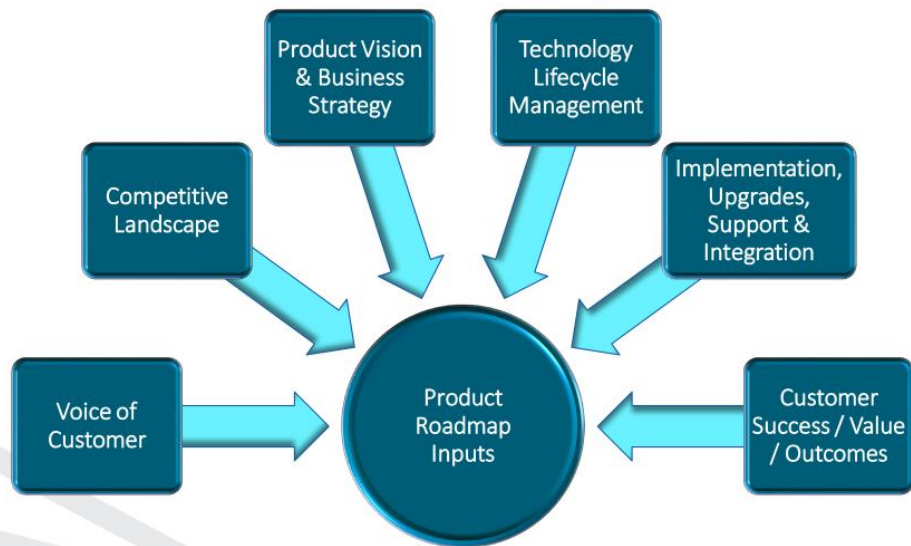 Product Vision
& Business
Strategy
Technology
Lifecycle
Management
Competitive
Landscape
Implementation,
Upgrades,
Support &
Integration
Voice of
Customer
Product
Roadmap
Inputs
Customer
Success / Value
/ Outcomes